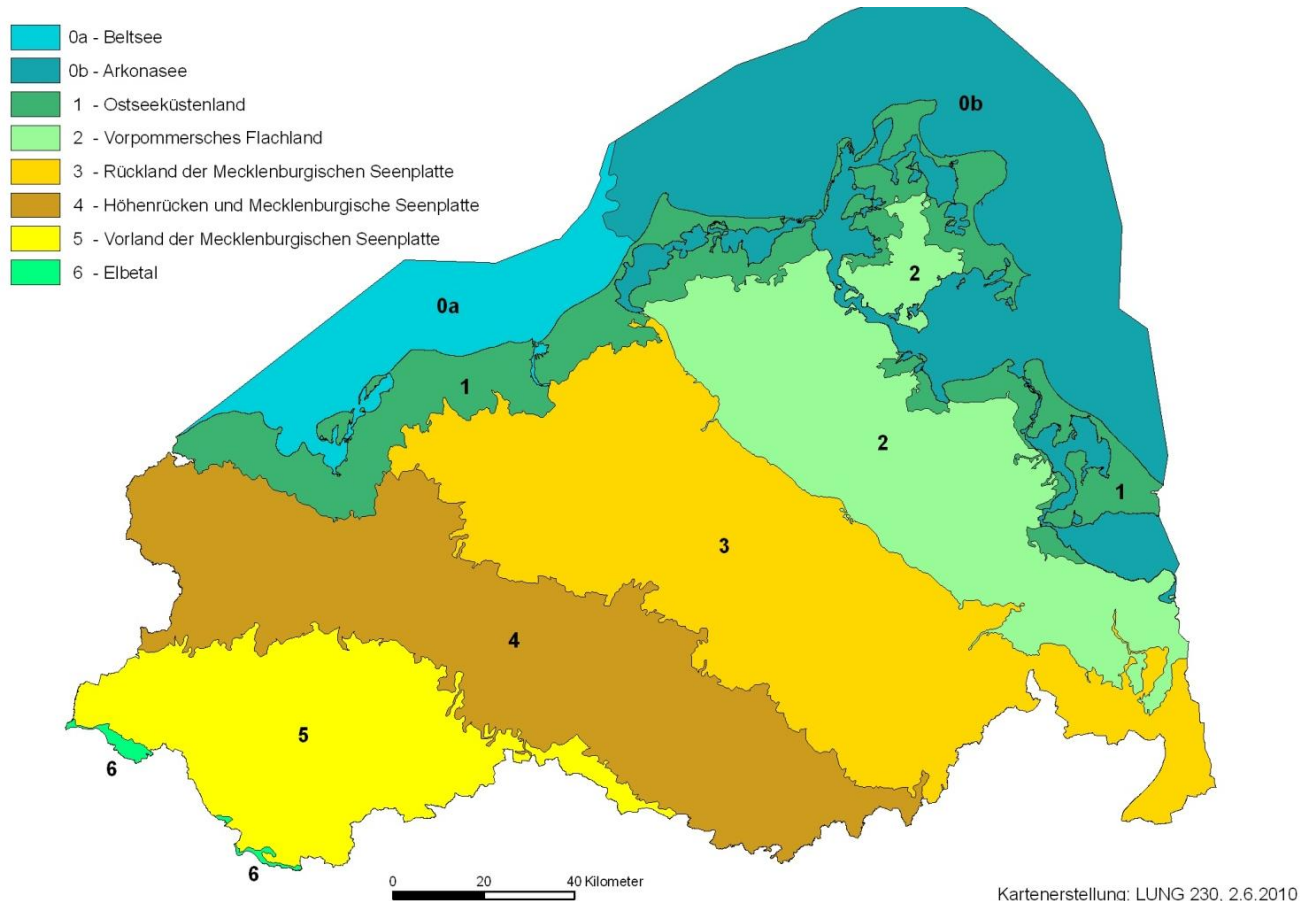 0a - Beltsee
0b - Arkonasee
1 - Ostseeküstenland
2 - Vorpommersches Flachland
3 - Rückland der Mecklenburgischen Seenplatte
4 - Höhenrücken und Mecklenburgische Seenplatte
5 - Vorland der Mecklenburgischen Seenplatte
6 - Elbetal
0b
2
0a
1
2
1
3
4
5
6
6
0 20 40 Kilometer
Kartenerstellung: LUNG 230, 2.6.2010